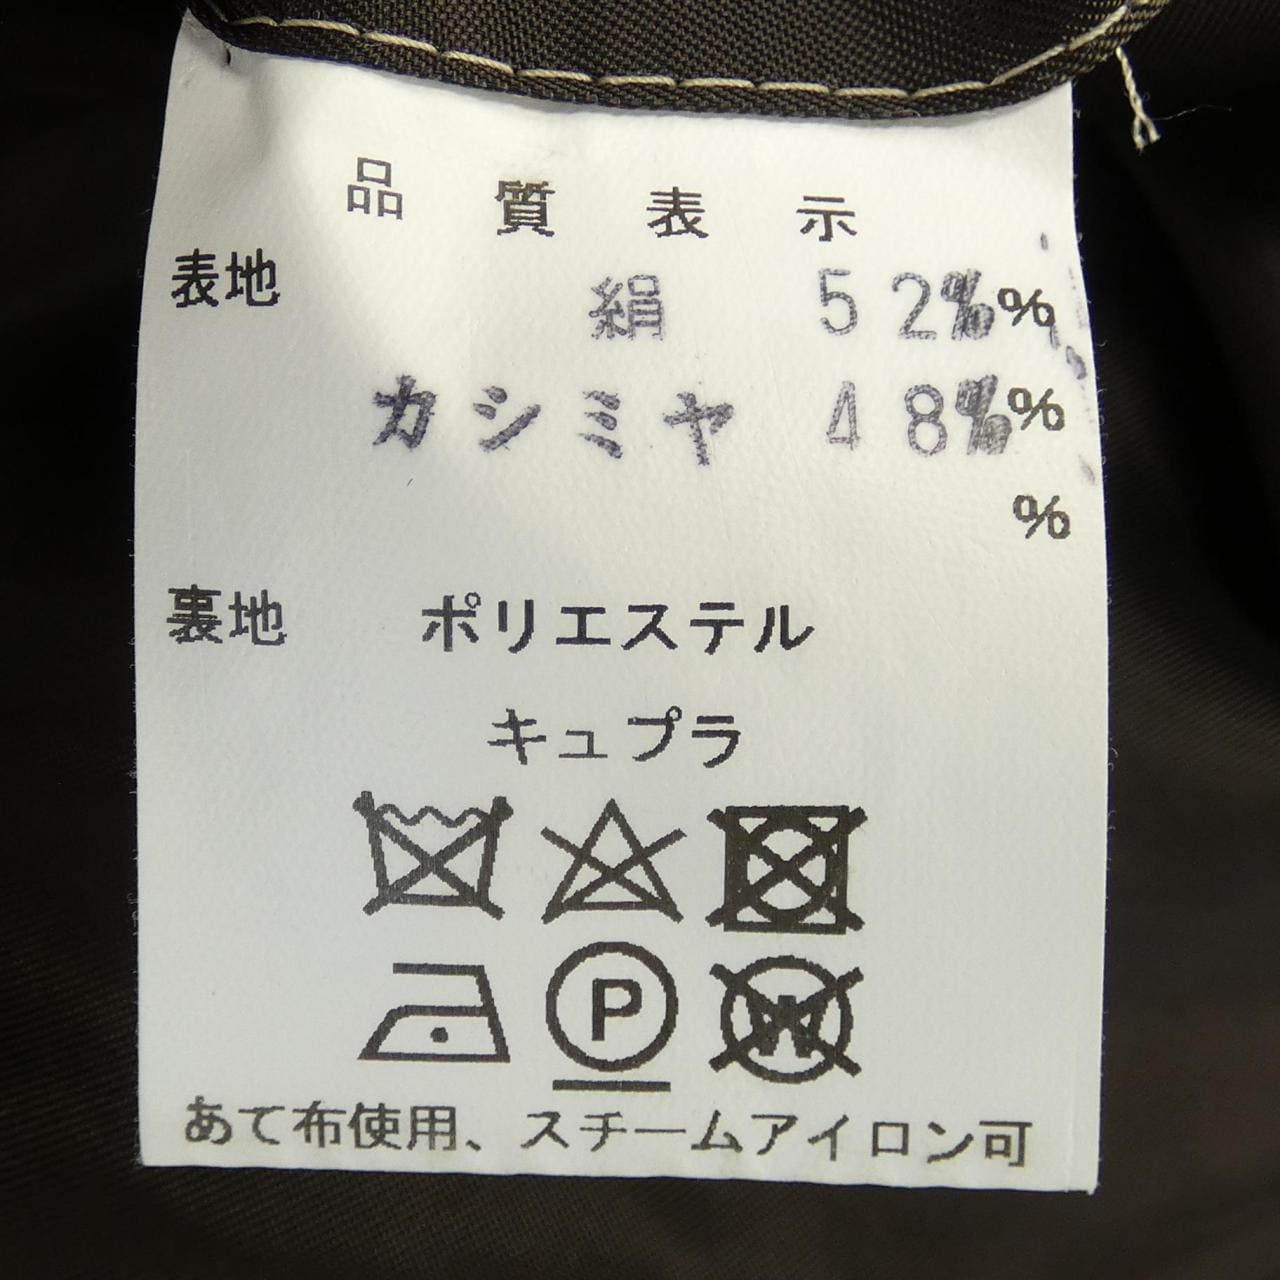 品質表示
表地 絹 52%%
カシミヤ 48%%
%
裏地 ポリエステル
キュプラ
P
W
あて布使用、スチームアイロン可